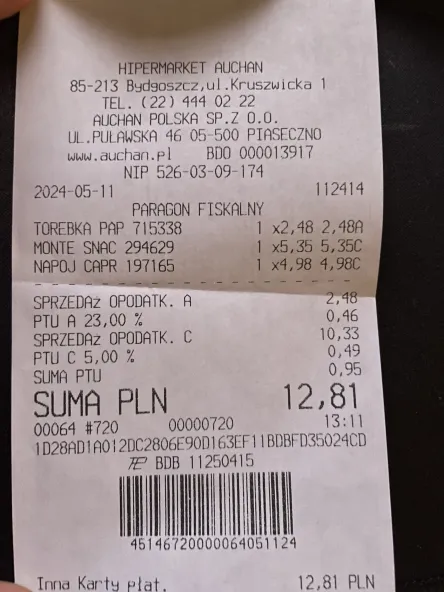 HIPERMARKET AUCHAN
85-213 Bydgoszcz,ul.Kruszwicka 1
TEL. (22) 444 02 22
AUCHAN POLSKA SP.Z O.O.
UL.PUŁAWSKA 46 05-500 PIASECZNO
www.auchan.pl BDO 000013917
NIP 526-03-09-174
2024-05-11 112414
PARAGON FISKALNY
TOREBKA PAP 715338 1 x2,48 2,48A
MONTE SNAC 294629 1 x5,35 5,35C
NAPOJ CAPR 197165 1 x4,98 4,98C
SPRZEDAŻ OPODATK. A 2,48
PTU A 23,00 % 0,46
SPRZEDAŻ OPODATK. C 10,33
PTU C 5,00 % 0,49
SUMA PTU 0,95
SUMA PLN 12,81
00064 #720 00000720 13:11
1D28AD1A012DC2806E90D163EF11BDBFD35024CD
BDB 11250415
45146720000064051124
Inna Karty płat. 12,81 PLN